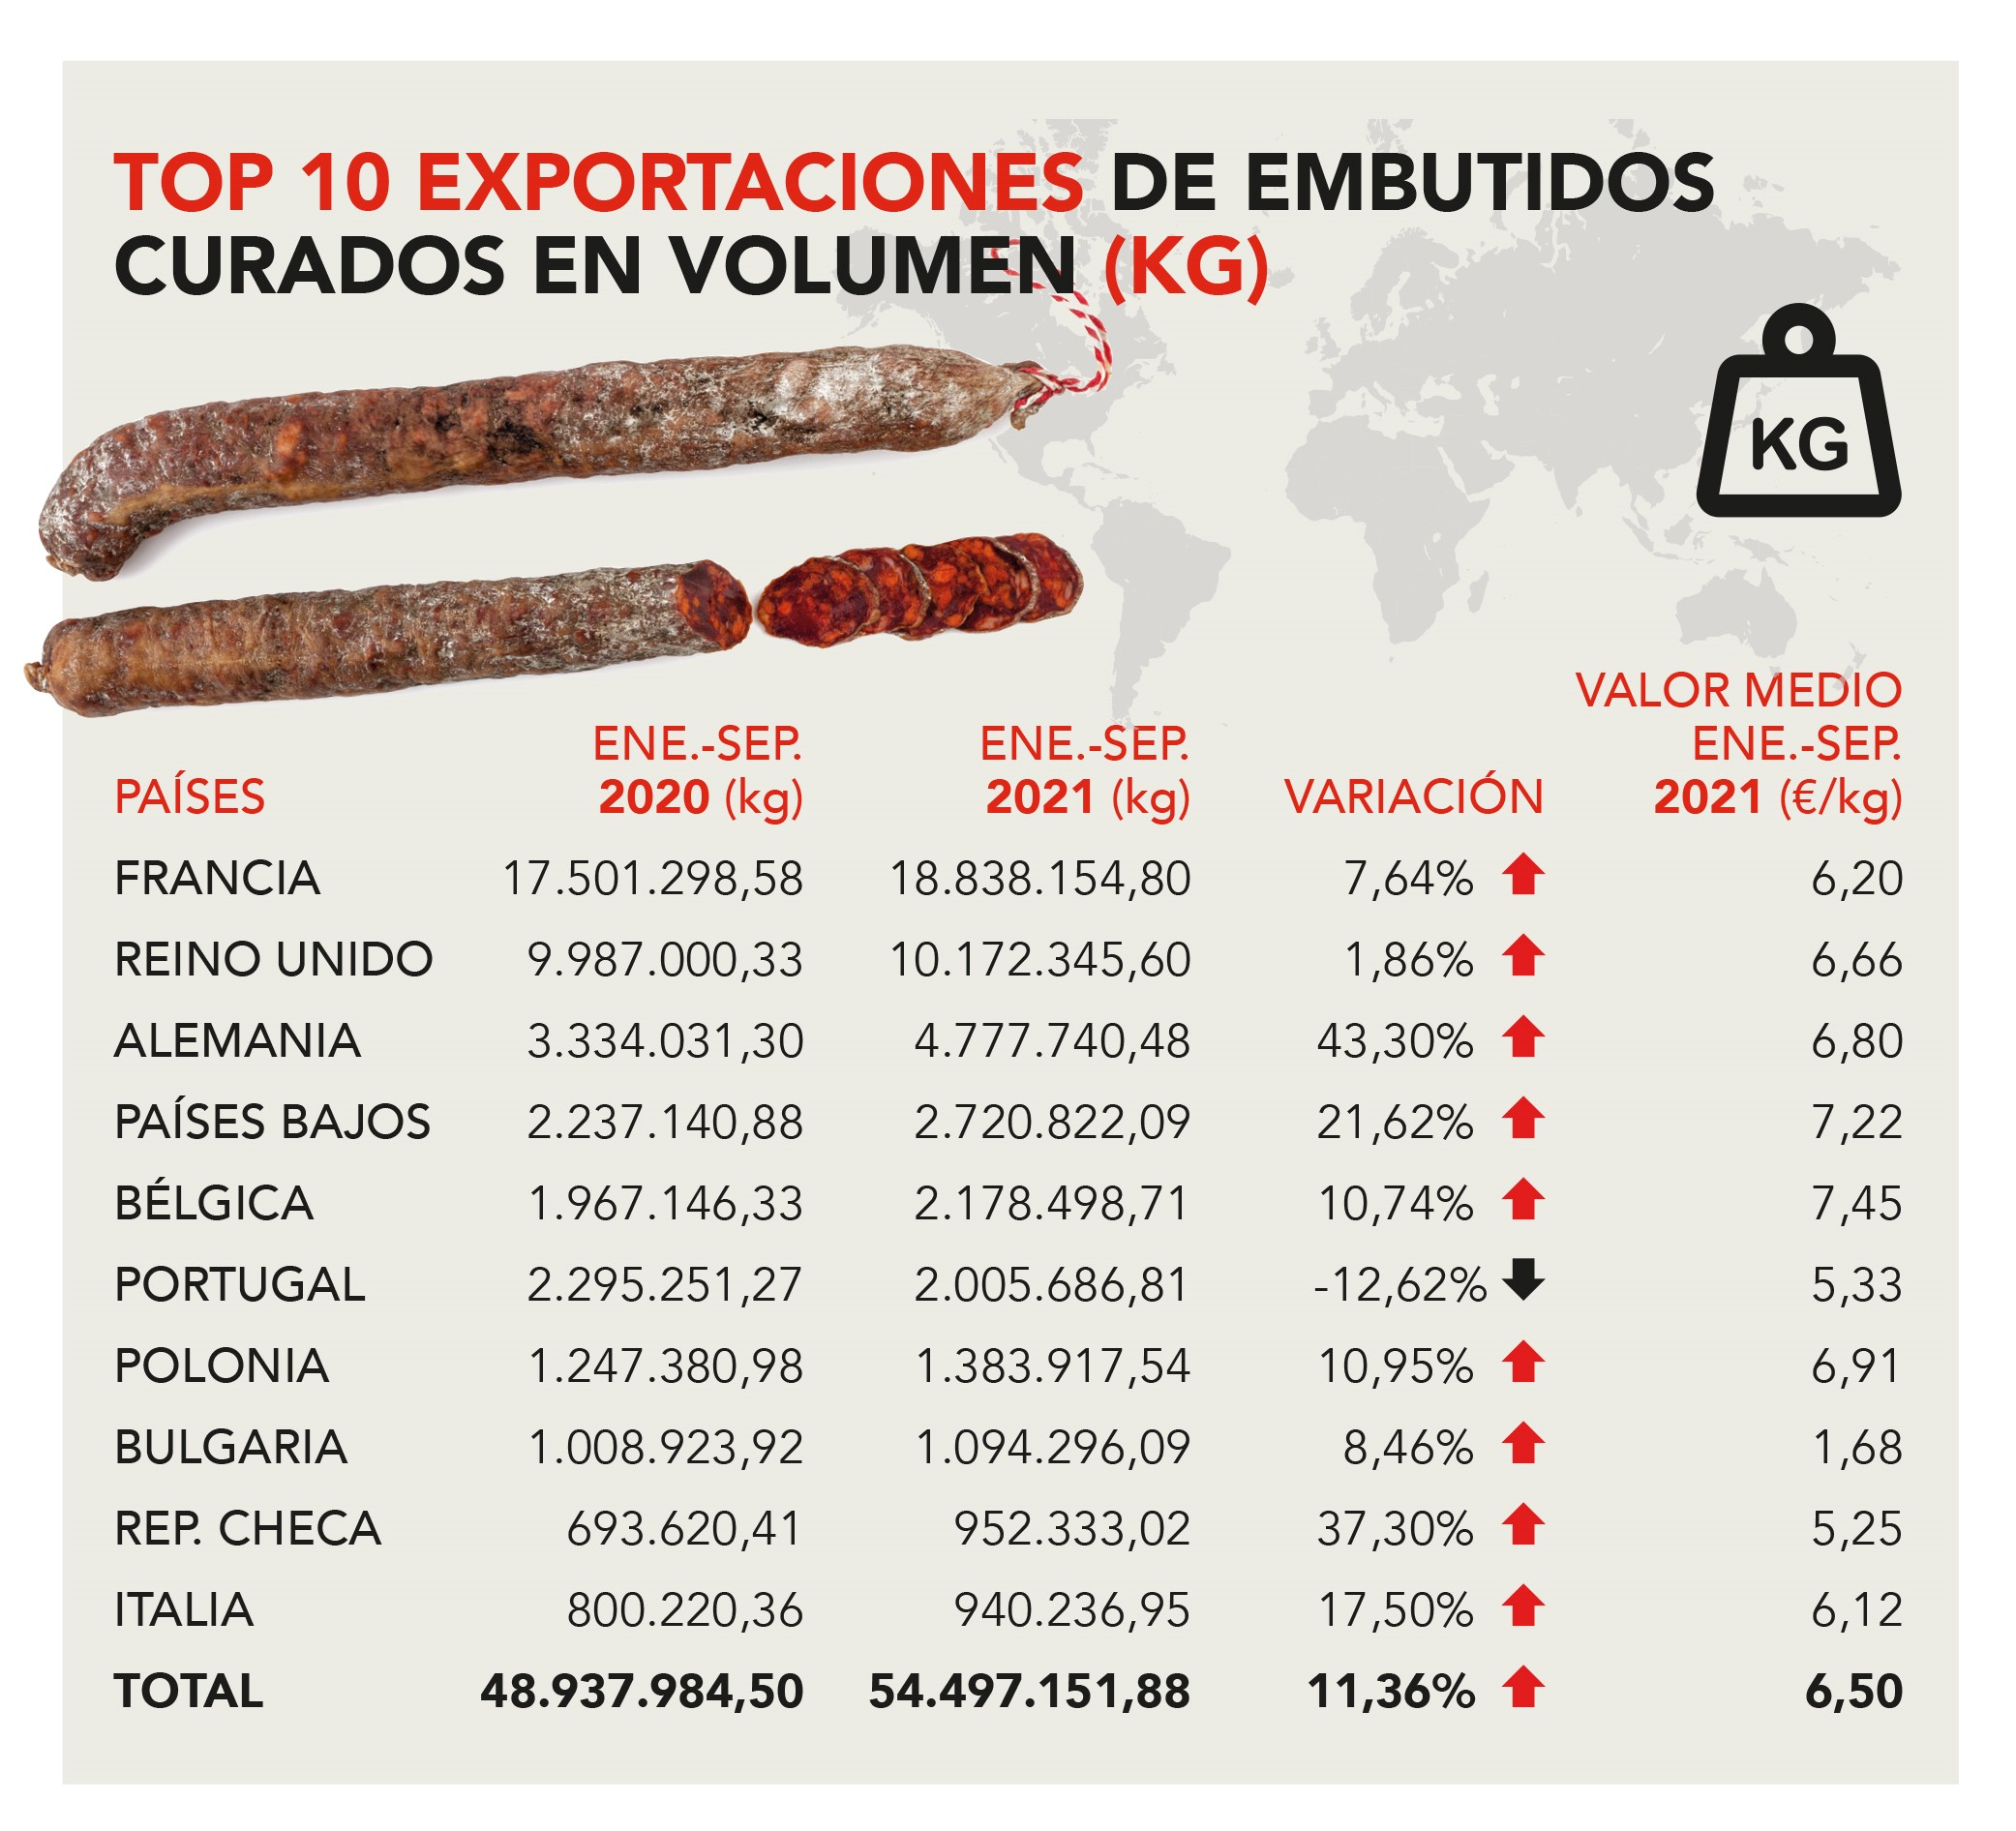 TOP 10 EXPORTACIONES DE EMBUTIDOS
CURADOS EN VOLUMEN (KG)
KG
PAÍSES ENE.-SEP. 2020 (kg) ENE.-SEP. 2021 (kg) VARIACIÓN VALOR MEDIO ENE.-SEP. 2021 (€/kg)
FRANCIA 17.501.298,58 18.838.154,80 7,64% 6,20
REINO UNIDO 9.987.000,33 10.172.345,60 1,86% 6,66
ALEMANIA 3.334.031,30 4.777.740,48 43,30% 6,80
PAÍSES BAJOS 2.237.140,88 2.720.822,09 21,62% 7,22
BÉLGICA 1.967.146,33 2.178.498,71 10,74% 7,45
PORTUGAL 2.295.251,27 2.005.686,81 -12,62% 5,33
POLONIA 1.247.380,98 1.383.917,54 10,95% 6,91
BULGARIA 1.008.923,92 1.094.296,09 8,46% 1,68
REP. CHECA 693.620,41 952.333,02 37,30% 5,25
ITALIA 800.220,36 940.236,95 17,50% 6,12
TOTAL 48.937.984,50 54.497.151,88 11,36% 6,50